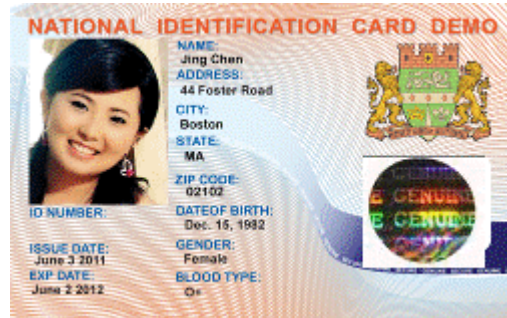 NATIONAL IDENTIFICATION CARD DEMO
NAME:
Jing Chen
ADDRESS:
44 Foster Road
CITY:
Boston
STATE:
MA
ZIP CODE:
02102
ID NUMBER:
DATEOF BIRTH:
Dec. 15, 1982
ISSUE DATE:
June 3 2011
GENDER:
Female
EXP DATE:
June 2 2012
BLOOD TYPE:
O+
GENUINE
E GENUINE
GENUI